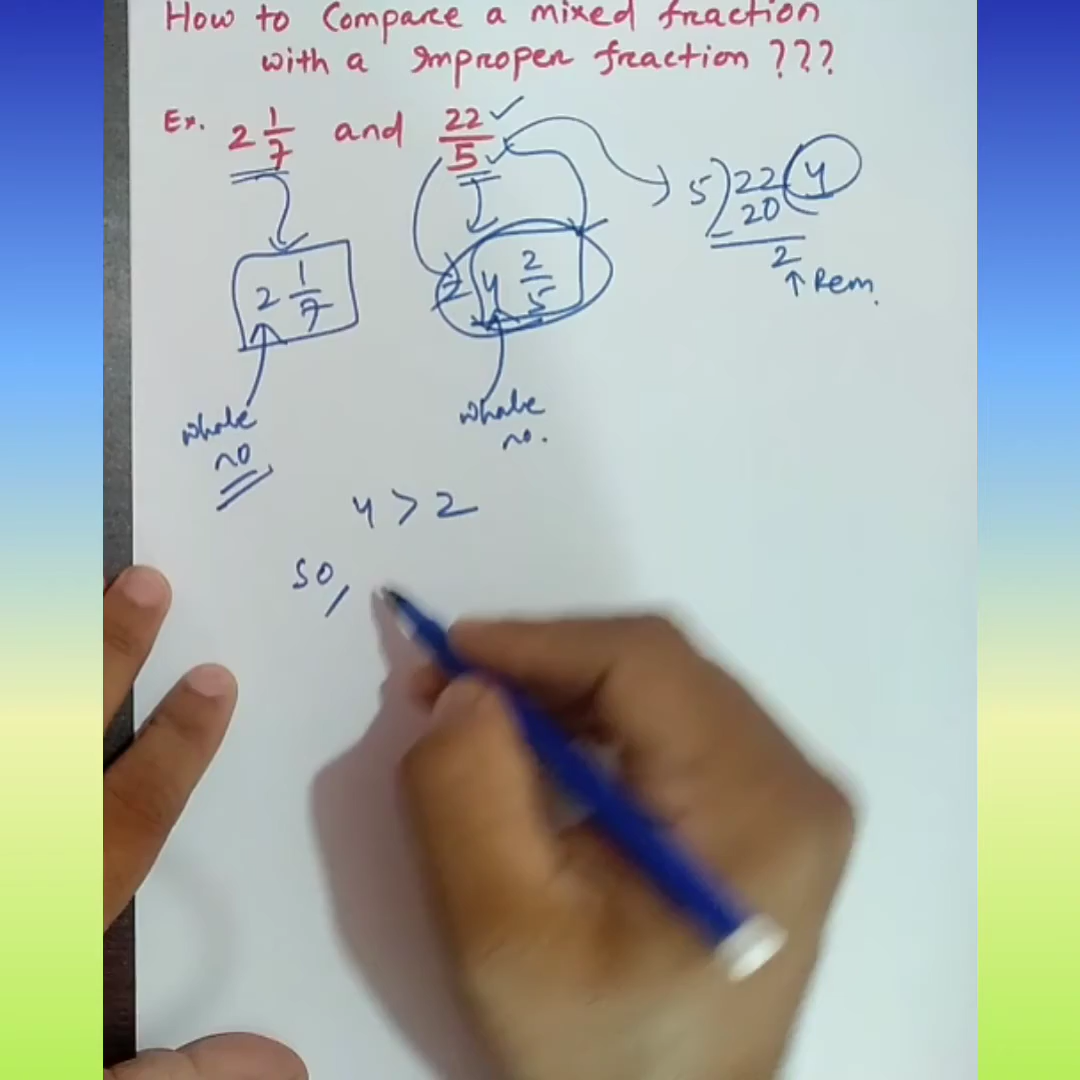 How to Compare a mixed fraction
with a Improper fraction ???
Ex. 2 1/7 and 22/5
5)22(4
20
2
↑ Rem.
2 1/7
4 2/5
whole
no
whole
no.
4 > 2
So,